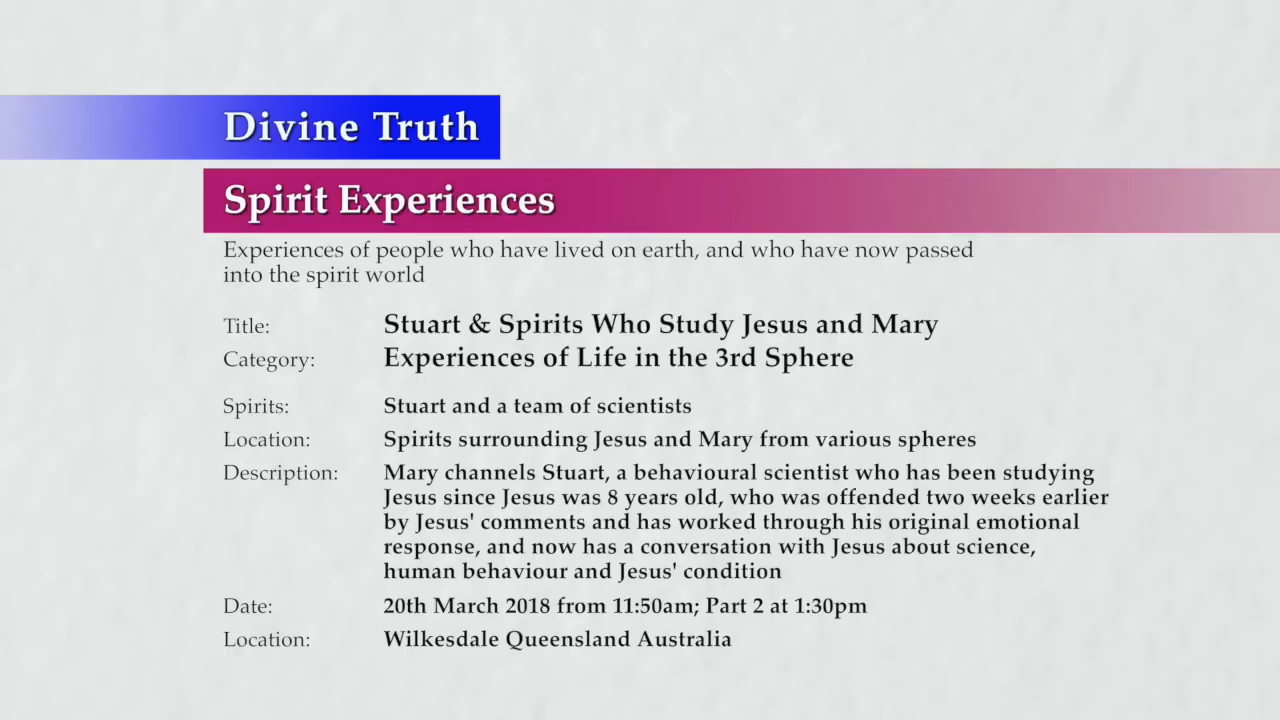 Divine Truth
Spirit Experiences
Experiences of people who have lived on earth, and who have now passed
into the spirit world
Title: Stuart & Spirits Who Study Jesus and Mary
Category: Experiences of Life in the 3rd Sphere
Spirits: Stuart and a team of scientists
Location: Spirits surrounding Jesus and Mary from various spheres
Description: Mary channels Stuart, a behavioural scientist who has been studying
Jesus since Jesus was 8 years old, who was offended two weeks earlier
by Jesus' comments and has worked through his original emotional
response, and now has a conversation with Jesus about science,
human behaviour and Jesus' condition
Date: 20th March 2018 from 11:50am; Part 2 at 1:30pm
Location: Wilkesdale Queensland Australia